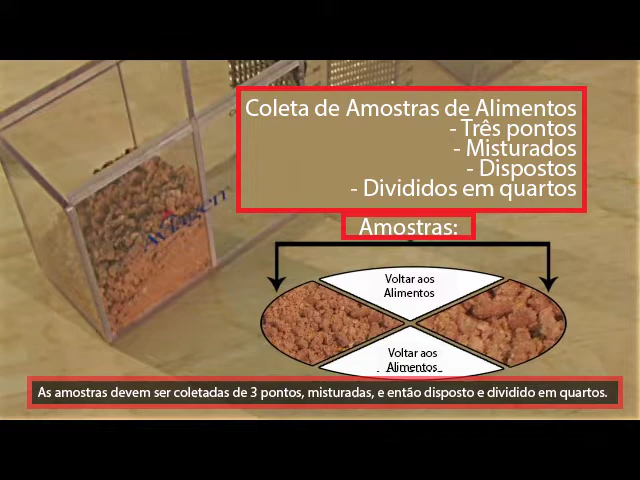 Coleta de Amostras de Alimentos
- Três pontos
- Misturados
- Dispostos
- Divididos em quartos
Amostras:
Voltar aos
Alimentos
Voltar aos
Alimentos
Aviagen
As amostras devem ser coletadas de 3 pontos, misturadas, e então disposto e dividido em quartos.